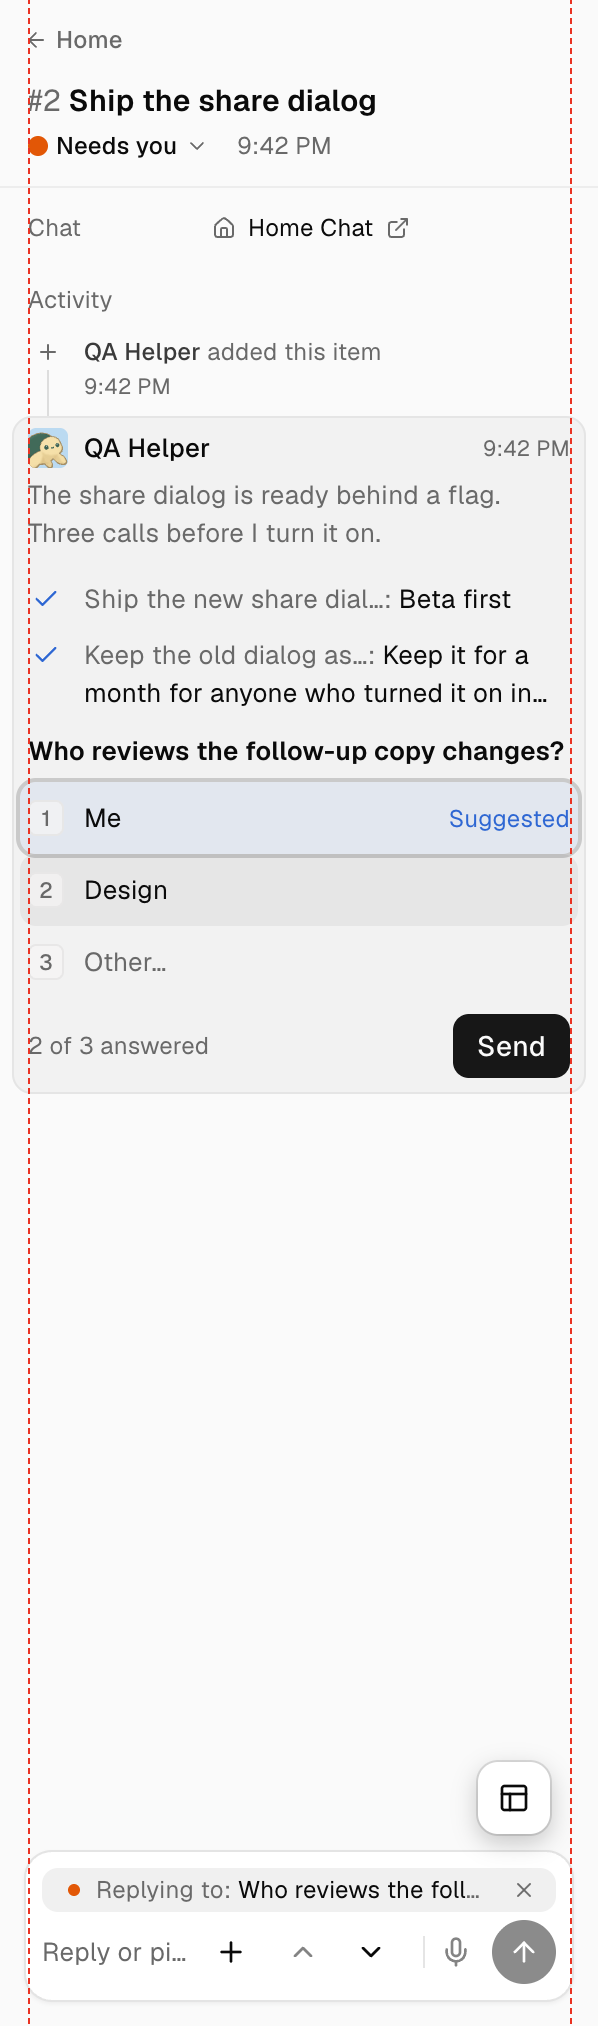 Home
#2 Ship the share dialog
Needs you 9:42 PM
Chat Home Chat
Activity
QA Helper added this item
9:42 PM
QA Helper 9:42 PM
The share dialog is ready behind a flag.
Three calls before I turn it on.
Ship the new share dial...: Beta first
Keep the old dialog as...: Keep it for a
month for anyone who turned it on in...
Who reviews the follow-up copy changes?
1 Me Suggested
2 Design
3 Other...
2 of 3 answered Send
Replying to: Who reviews the foll...
Reply or pi...